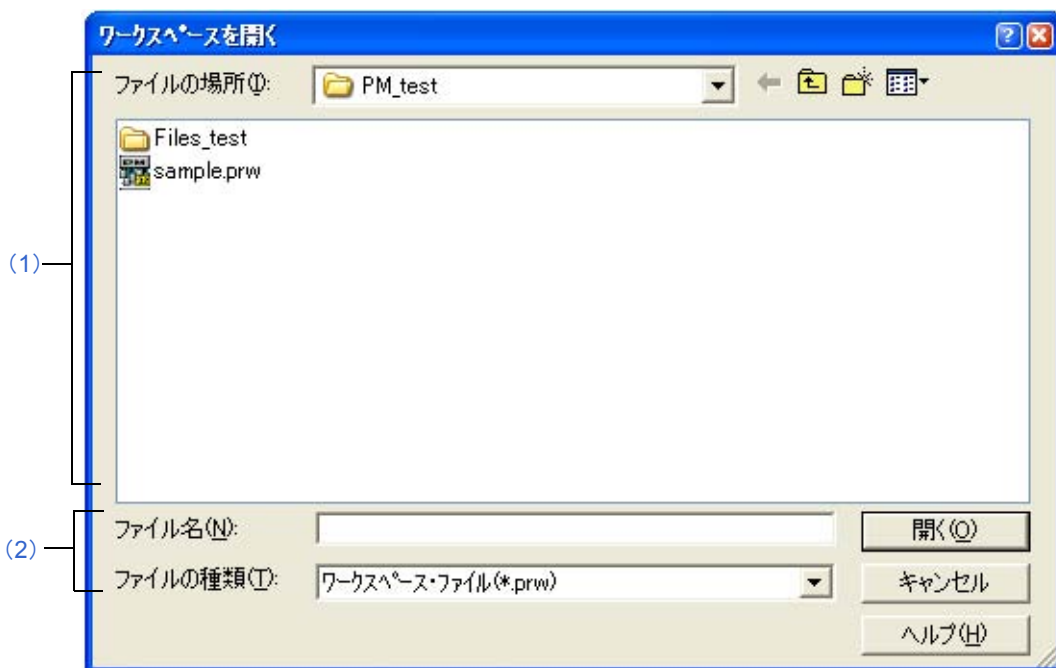 ワークスペースを開く
ファイルの場所(I):
PM_test
Files_test
sample.prw
(1)
(2)
ファイル名(N):
開く(O)
ファイルの種類(T):
ワークスペース・ファイル(*.prw)
キャンセル
ヘルプ(H)